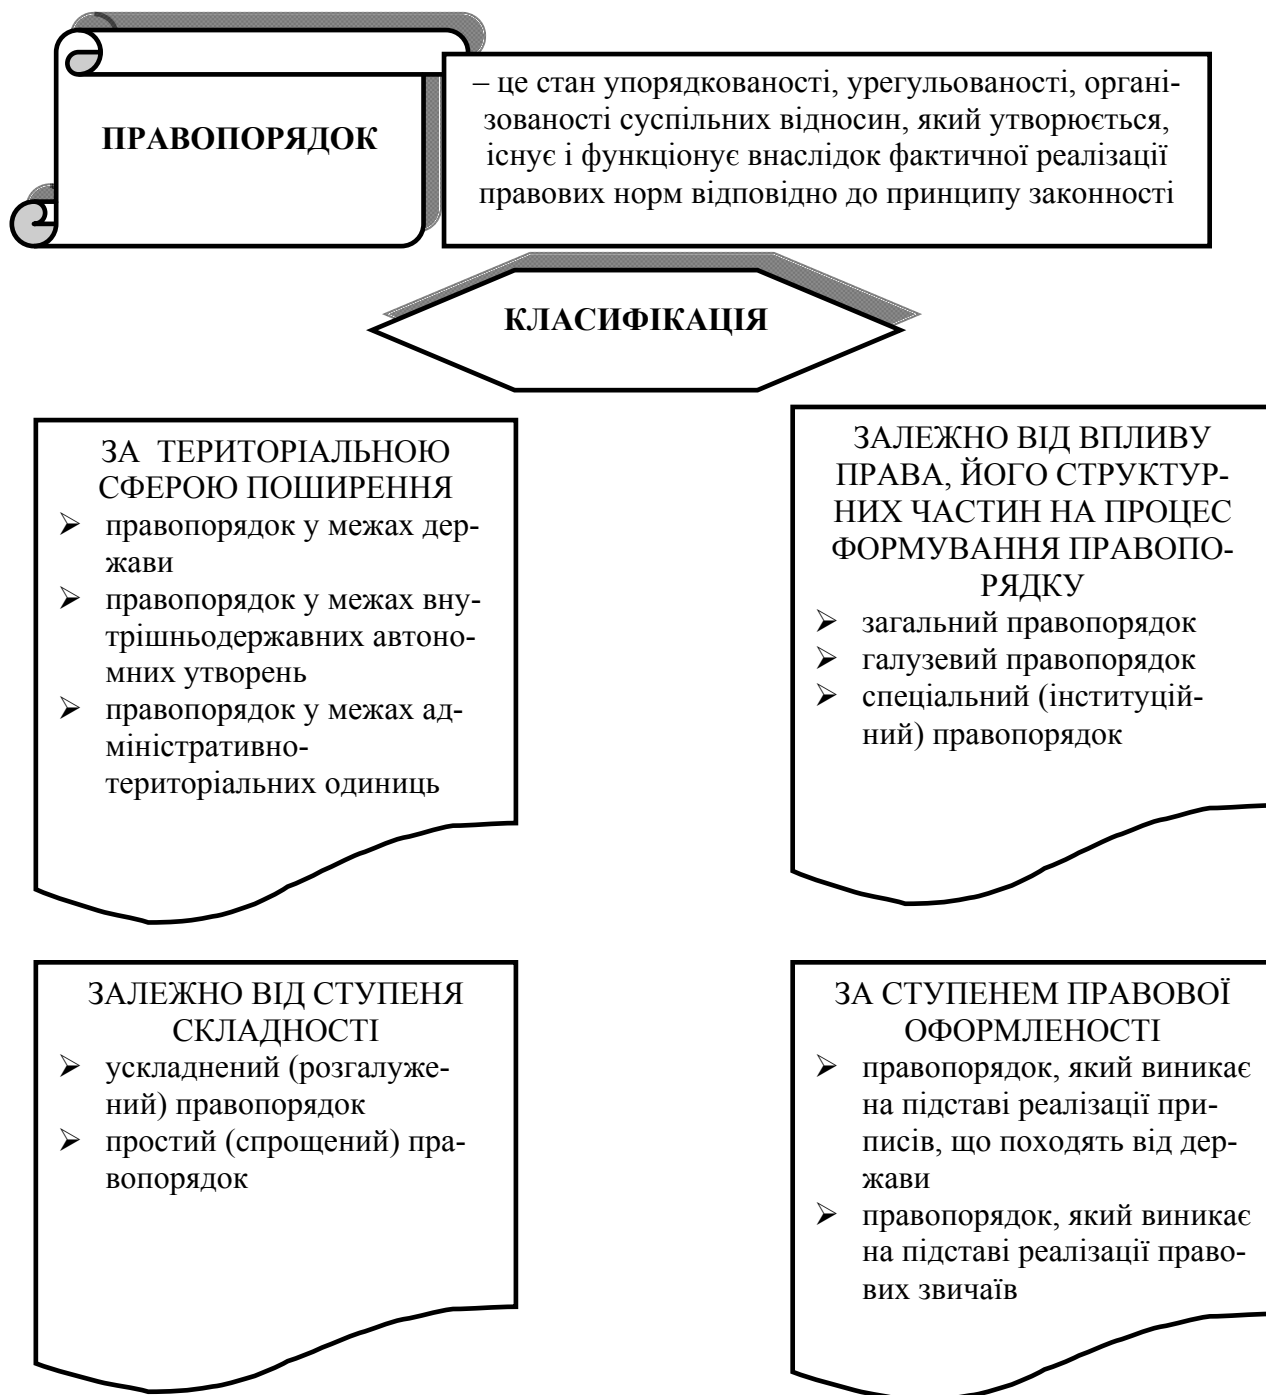 ПРАВОПОРЯДОК
– це стан упорядкованості, урегульованості, органі-
зованості суспільних відносин, який утворюється,
існує і функціонує внаслідок фактичної реалізації
правових норм відповідно до принципу законності
КЛАСИФІКАЦІЯ
ЗА ТЕРИТОРІАЛЬНОЮ
СФЕРОЮ ПОШИРЕННЯ
➢ правопорядок у межах дер-
жави
➢ правопорядок у межах вну-
трішньодержавних автоно-
мних утворень
➢ правопорядок у межах ад-
міністративно-
територіальних одиниць
ЗАЛЕЖНО ВІД ВПЛИВУ
ПРАВА, ЙОГО СТРУКТУР-
НИХ ЧАСТИН НА ПРОЦЕС
ФОРМУВАННЯ ПРАВОПО-
РЯДКУ
➢ загальний правопорядок
➢ галузевий правопорядок
➢ спеціальний (інституцій-
ний) правопорядок
ЗАЛЕЖНО ВІД СТУПЕНЯ
СКЛАДНОСТІ
➢ ускладнений (розгалуже-
ний) правопорядок
➢ простий (спрощений) пра-
вопорядок
ЗА СТУПЕНЕМ ПРАВОВОЇ
ОФОРМЛЕНОСТІ
➢ правопорядок, який виникає
на підставі реалізації при-
писів, що походять від дер-
жави
➢ правопорядок, який виникає
на підставі реалізації право-
вих звичаїв